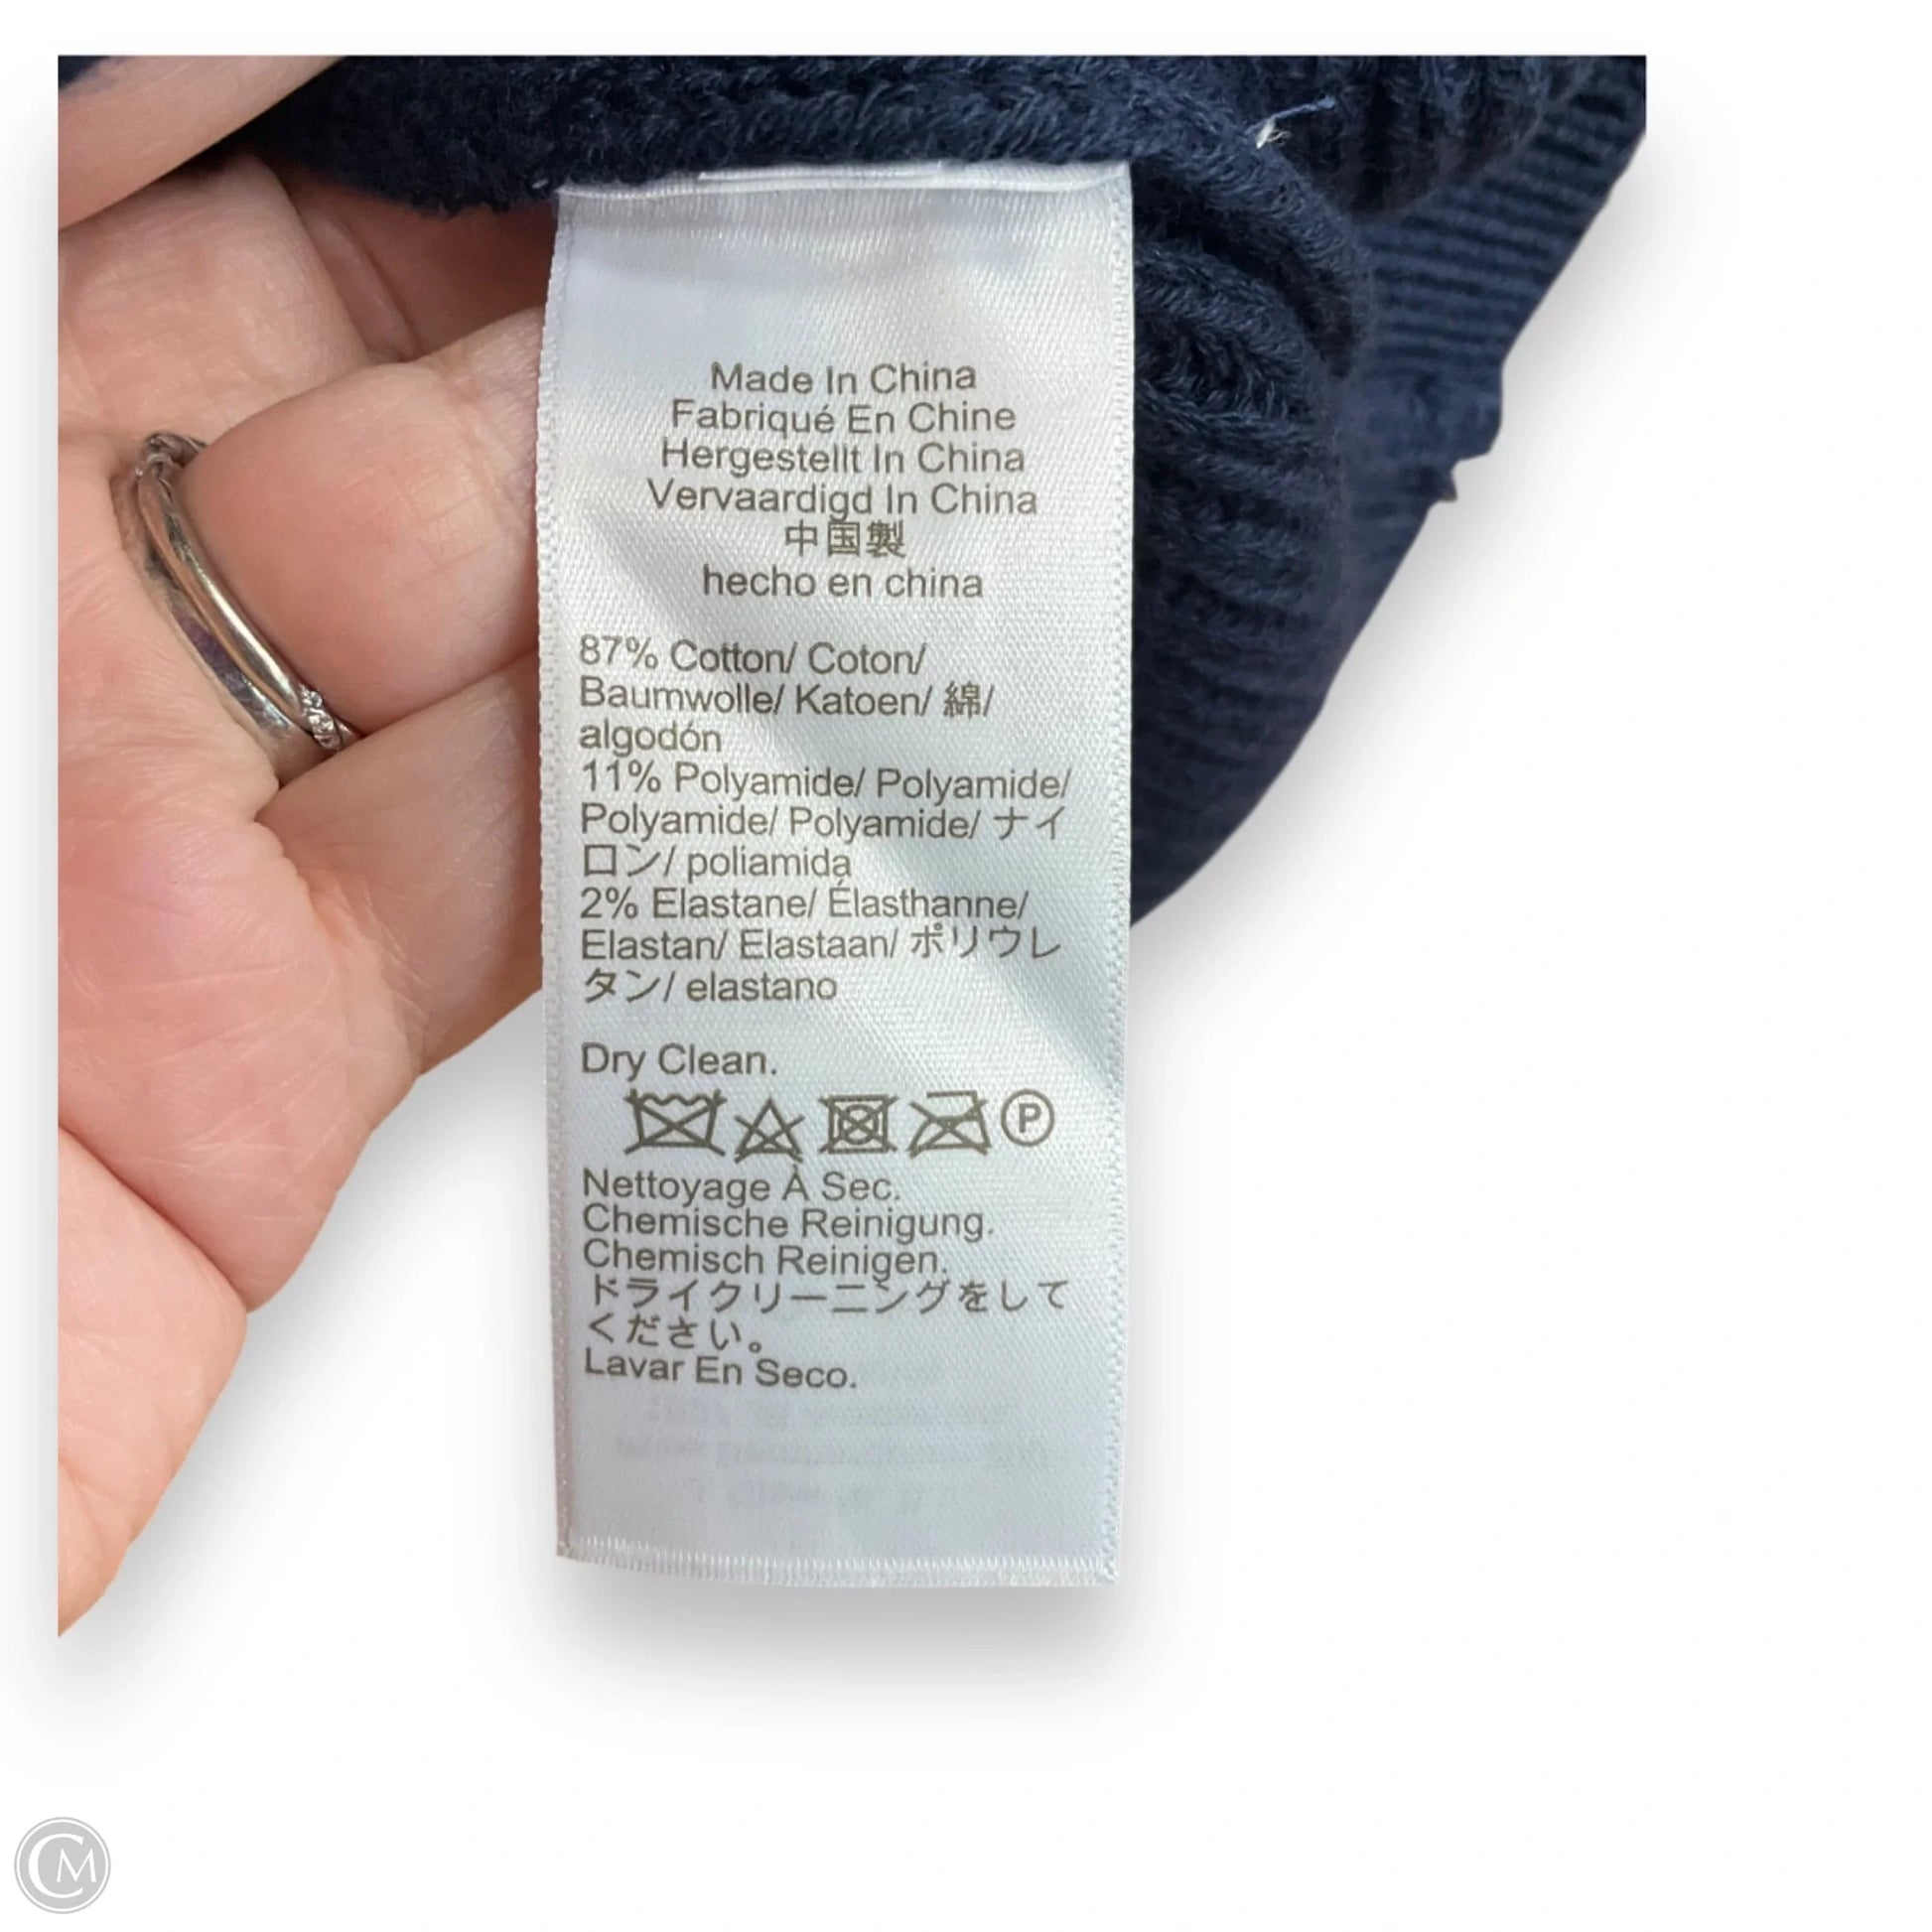 Made In China
Fabriqué En Chine
Hergestellt In China
Vervaardigd In China
中国製
hecho en china
87% Cotton/ Coton/
Baumwolle/ Katoen/ 綿/
algodón
11% Polyamide/ Polyamide/
Polyamide/ Polyamide/ ナイ
ロン/ poliamida
2% Elastane/ Élasthanne/
Elastan/ Elastaan/ ポリウレ
タン/ elastano
Dry Clean.
P
Nettoyage À Sec.
Chemische Reinigung.
Chemisch Reinigen.
ドライクリーニングをして
ください。
Lavar En Seco.
CM